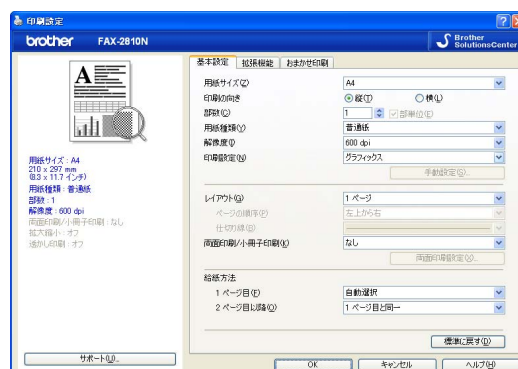 印刷設定
brother FAX-2810N
Brother
SolutionsCenter
基本設定 拡張機能 おまかせ印刷
用紙サイズ(Z) A4
印刷の向き 縦(T) 横(L)
部数(C) 1 部単位(E)
用紙種類(Y) 普通紙
解像度(I) 600 dpi
印刷設定(N) グラフィックス
手動設定(S)...
レイアウト(G) 1 ページ
ページの順序(P) 左上から右
仕切り線(B)
両面印刷/小冊子印刷(K) なし
両面印刷設定(X)...
給紙方法
1 ページ目(F) 自動選択
2 ページ目以降(O) 1 ページ目と同一
標準に戻す(D)
用紙サイズ : A4
210 x 297 mm
(8.3 x 11.7 インチ)
用紙種類 : 普通紙
部数 : 1
解像度 : 600 dpi
両面印刷/小冊子印刷 : なし
拡大縮小 : オフ
透かし印刷 : オフ
サポート(U)...
OK キャンセル ヘルプ(H)